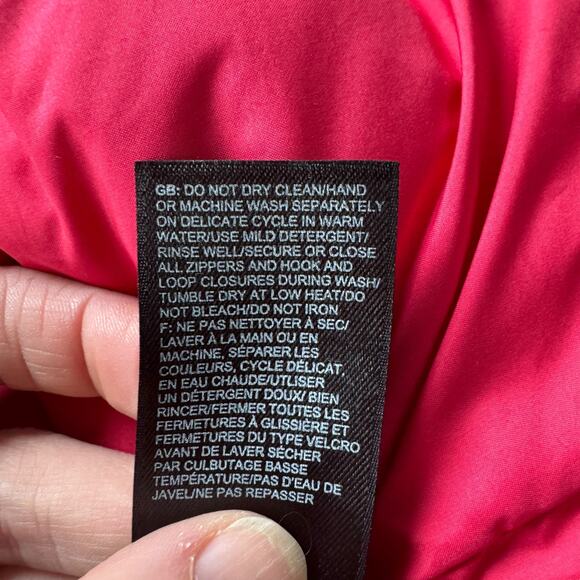 GB: DO NOT DRY CLEAN/HAND
OR MACHINE WASH SEPARATELY
ON DELICATE CYCLE IN WARM
WATER/USE MILD DETERGENT/
RINSE WELL/SECURE OR CLOSE
ALL ZIPPERS AND HOOK AND
LOOP CLOSURES DURING WASH/
TUMBLE DRY AT LOW HEAT/DO
NOT BLEACH/DO NOT IRON
F: NE PAS NETTOYER À SEC/
LAVER À LA MAIN OU EN
MACHINE, SÉPARER LES
COULEURS, CYCLE DÉLICAT,
EN EAU CHAUDE/UTLISER
UN DÉTERGENT DOUX/ BIEN
RINCER/FERMER TOUTES LES
FERMETURES À GLISSIÈRE ET
FERMETURES DU TYPE VELCRO
AVANT DE LAVER SÉCHER
PAR CULBUTAGE BASSE
TEMPÉRATURE/PAS D'EAU DE
JAVEL/NE PAS REPASSER